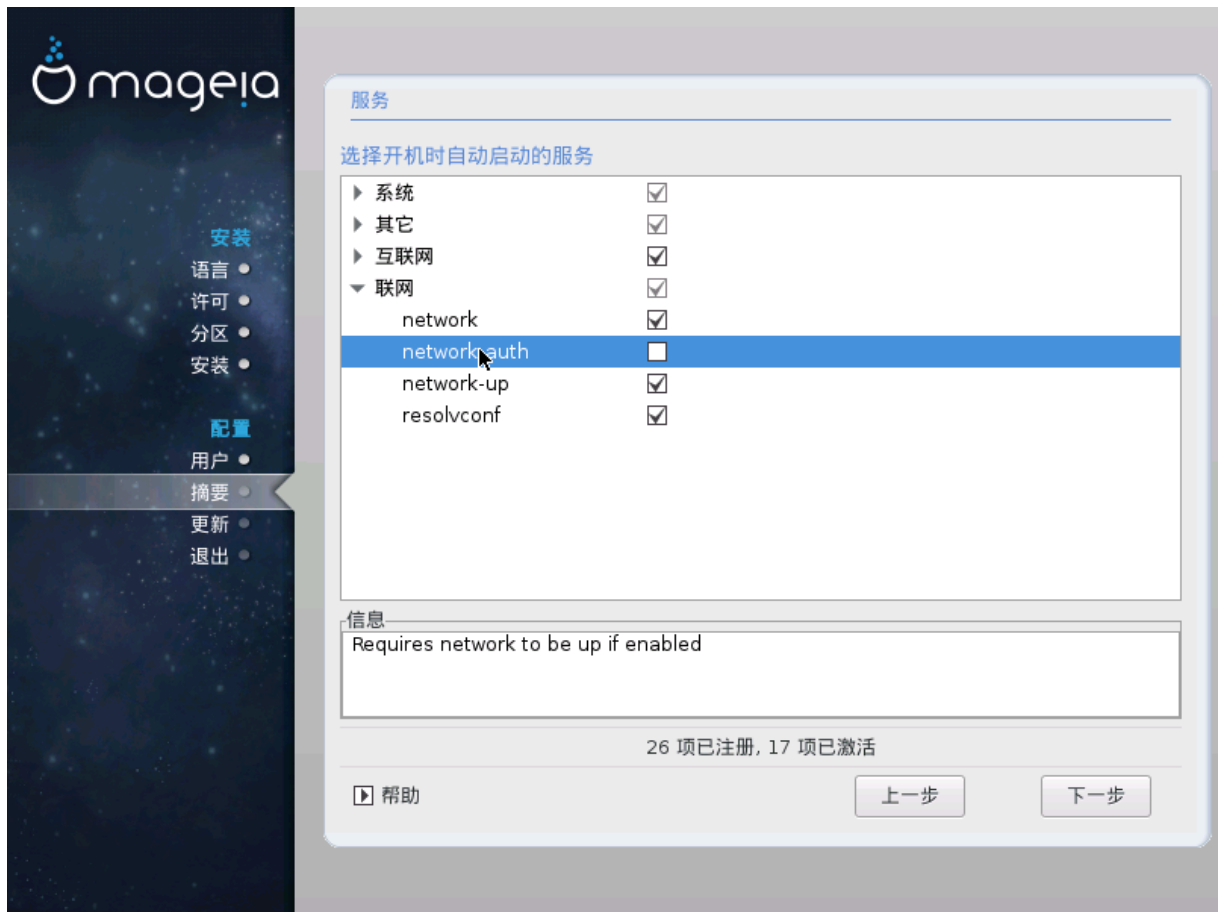 mageia
安装
语言
许可
分区
安装
配置
用户
摘要
更新
退出
服务
选择开机时自动启动的服务
系统
其它
互联网
联网
network
network-auth
network-up
resolvconf
信息
Requires network to be up if enabled
26 项已注册, 17 项已激活
帮助
上一步
下一步